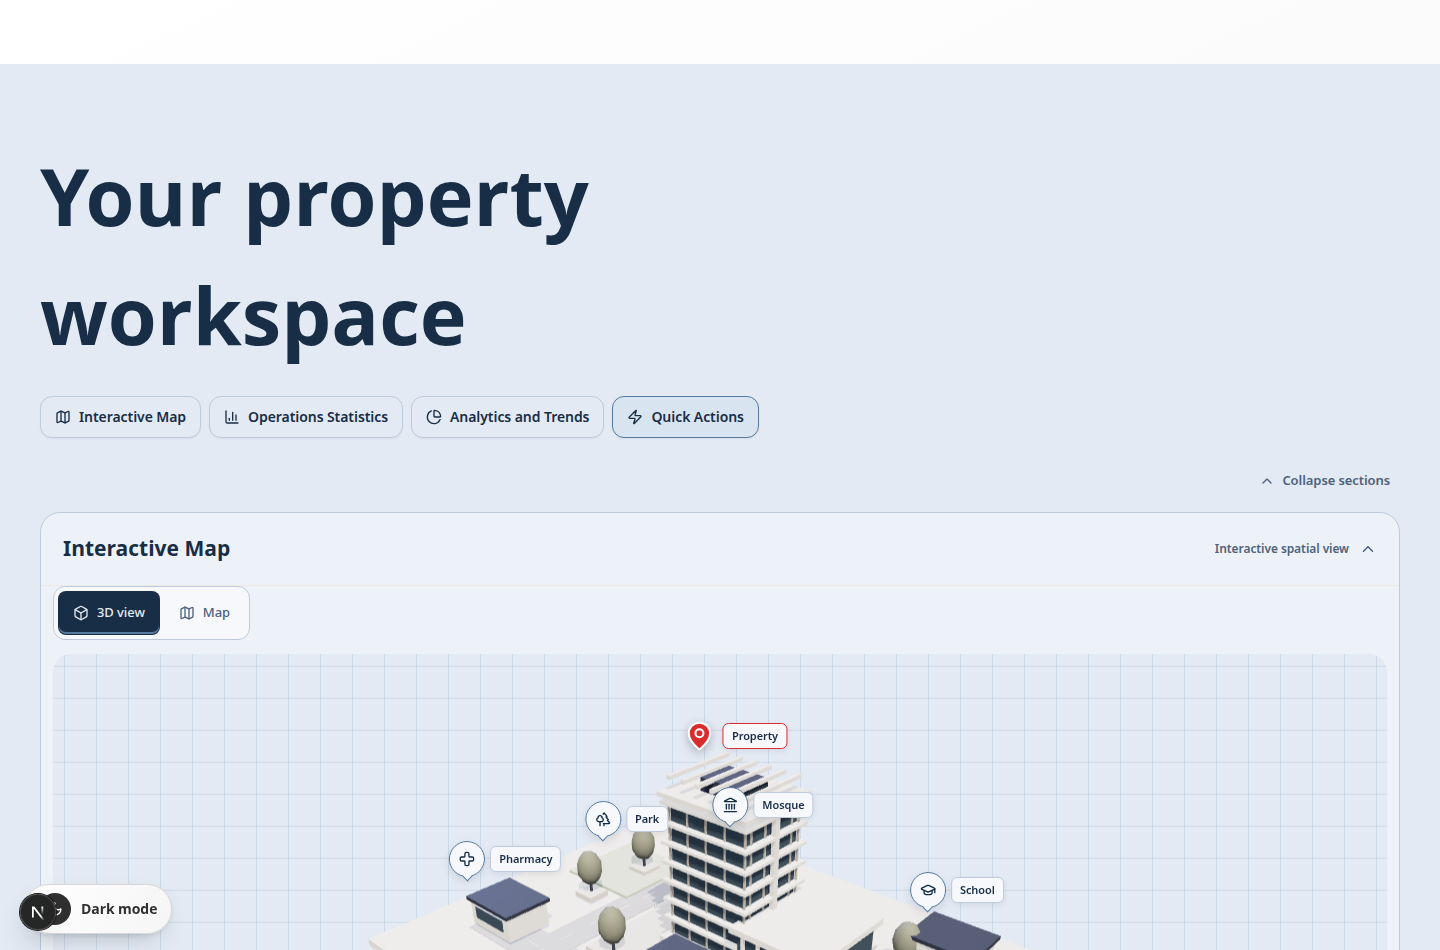 Your property
workspace
Interactive Map
Operations Statistics
Analytics and Trends
Quick Actions
Collapse sections
Interactive Map
Interactive spatial view
3D view
Map
Property
Mosque
Park
Pharmacy
School
N
Dark mode